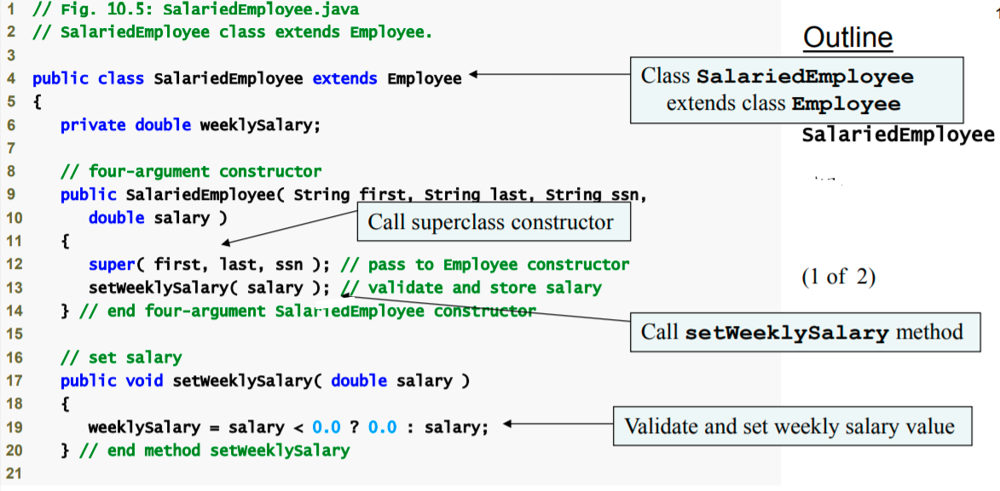 1 // Fig. 10.5: SalariedEmployee.java
2 // SalariedEmployee class extends Employee.
3
4 public class SalariedEmployee extends Employee
5 {
6 private double weeklySalary;
7
8 // four-argument constructor
9 public SalariedEmployee( String first, String last, String ssn,
10 double salary )
11 {
12 super( first, last, ssn ); // pass to Employee constructor
13 setWeeklySalary( salary ); // validate and store salary
14 } // end four-argument SalariedEmployee constructor
15
16 // set salary
17 public void setWeeklySalary( double salary )
18 {
19 weeklySalary = salary < 0.0 ? 0.0 : salary;
20 } // end method setWeeklySalary
21
Outline
Class SalariedEmployee
extends class Employee
SalariedEmployee
Call superclass constructor
(1 of 2)
Call setWeeklySalary method
Validate and set weekly salary value